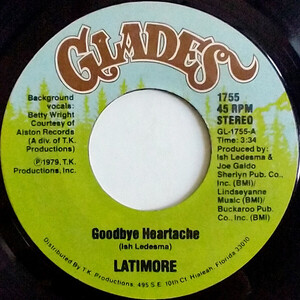 GLADES
Background
vocals:
Betty Wright
Courtesy of
Alston Records
(A div. of T.K.
Productions)
℗1979, T.K.
Productions, Inc.
1755
45 RPM
STEREO
GL-1755-A
Time: 3:34
Produced by:
Ish Ledesma &
Joe Galdo
Sherlyn Pub. Co.,
Inc. (BMI)/
Lindseyanne
Music (BMI)/
Buckaroo Pub.
Co., Inc. (BMI)
Goodbye Heartache
(Ish Ledesma)
LATIMORE
Distributed By T.K. Productions, 495 S.E. 10th Ct. Hialeah, Florida 33010